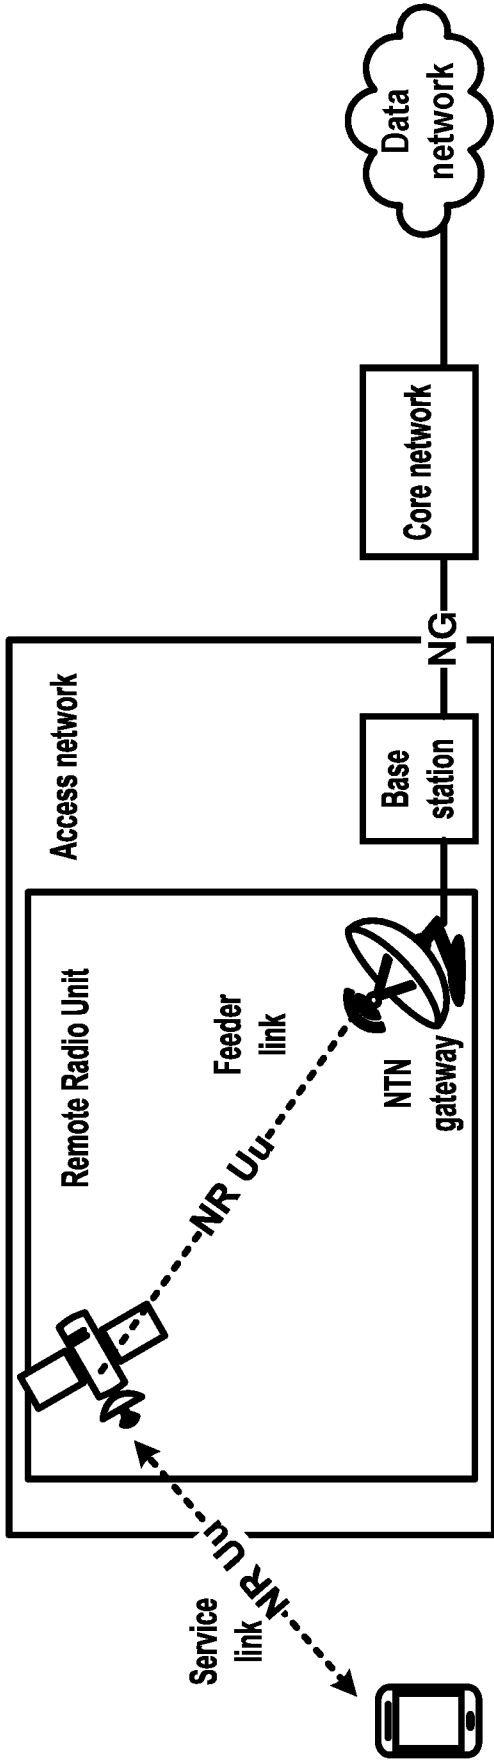 Access network
Remote Radio Unit
Service
link
NR Uu
NR Uu
Feeder
link
NTN
gateway
Base
station
NG
Core network
Data
network